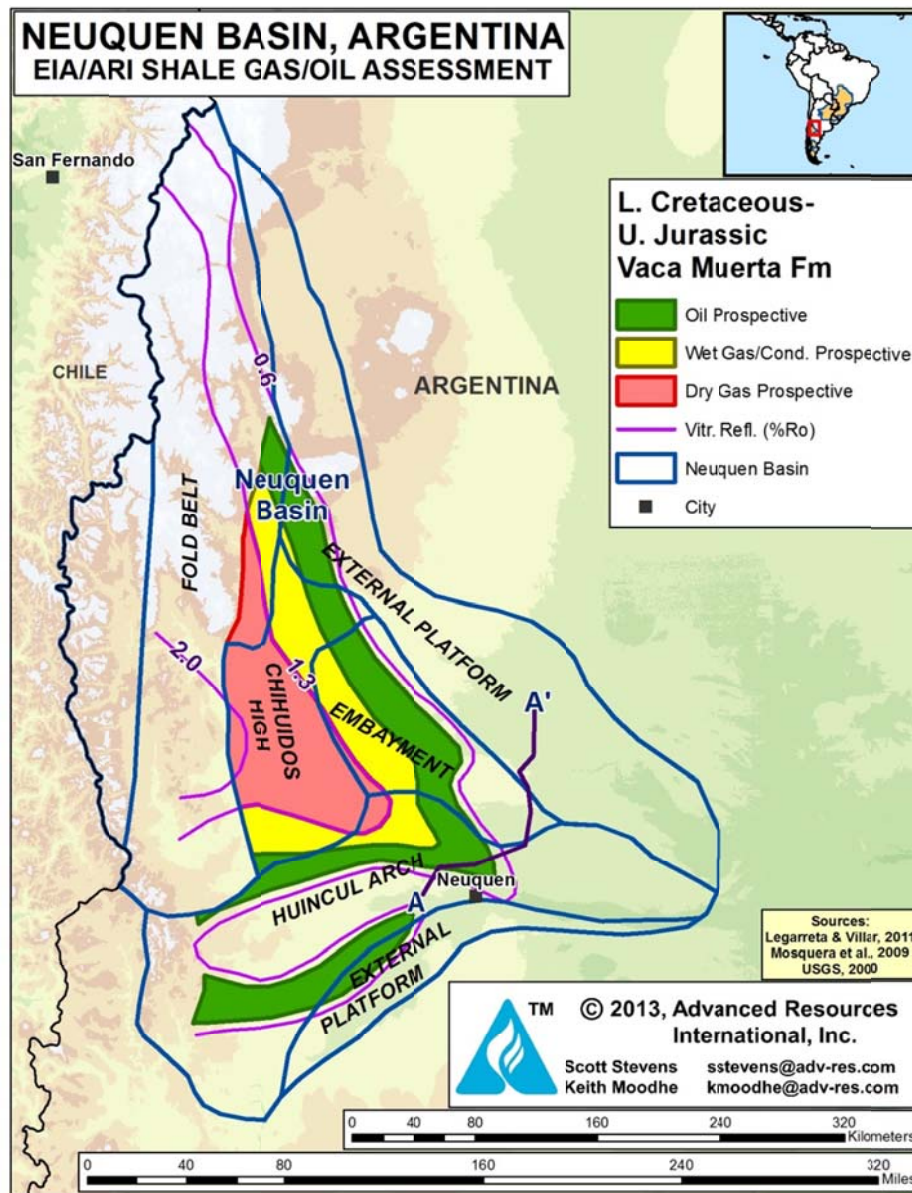 NEUQUEN BASIN, ARGENTINA
EIA/ARI SHALE GAS/OIL ASSESSMENT
San Fernando
L. Cretaceous-
U. Jurassic
Vaca Muerta Fm
Oil Prospective
Wet Gas/Cond. Prospective
Dry Gas Prospective
Vitr. Refl. (%Ro)
Neuquen Basin
City
CHILE
ARGENTINA
0.6
Neuquen
Basin
FOLD BELT
EXTERNAL PLATFORM
2.0
1.3
CHIHUIDOS
HIGH
EMBAYMENT
A'
HUINCUL ARCH
Neuquen
A
EXTERNAL
PLATFORM
Sources:
Legarreta & Villar, 2011
Mosquera et al., 2009
USGS, 2000
TM
© 2013, Advanced Resources
International, Inc.
Scott Stevens sstevens@adv-res.com
Keith Moodhe kmoodhe@adv-res.com
0 40 80 160 240 320
Kilometers
0 40 80 160 240 320
Miles